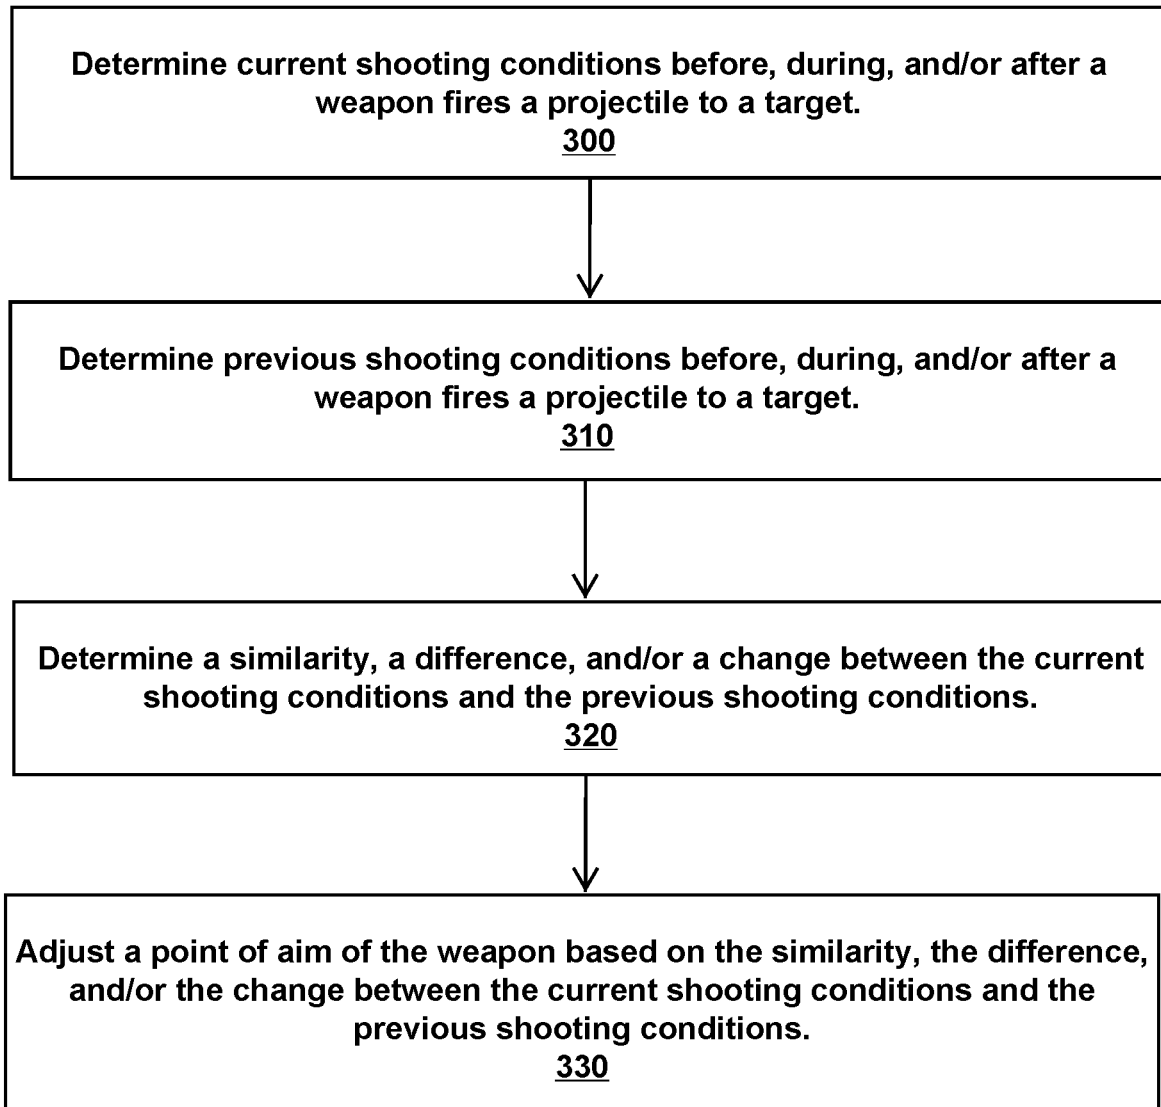 Determine current shooting conditions before, during, and/or after a
weapon fires a projectile to a target.
300
Determine previous shooting conditions before, during, and/or after a
weapon fires a projectile to a target.
310
Determine a similarity, a difference, and/or a change between the current
shooting conditions and the previous shooting conditions.
320
Adjust a point of aim of the weapon based on the similarity, the difference,
and/or the change between the current shooting conditions and the
previous shooting conditions.
330